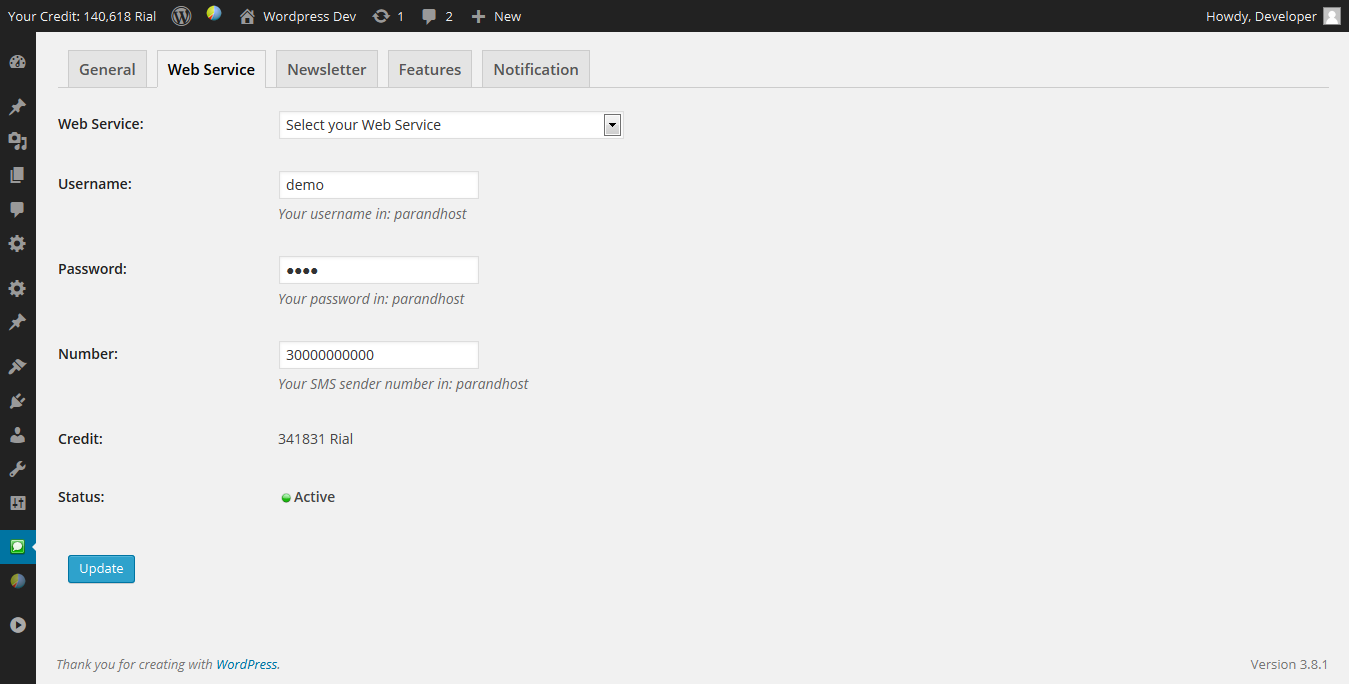 Your Credit: 140,618 Rial Wordpress Dev 1 2 New Howdy, Developer
General Web Service Newsletter Features Notification
Web Service: Select your Web Service
Username: demo
Your username in: parandhost
Password: ••••
Your password in: parandhost
Number: 30000000000
Your SMS sender number in: parandhost
Credit: 341831 Rial
Status: Active
Update
Thank you for creating with WordPress. Version 3.8.1